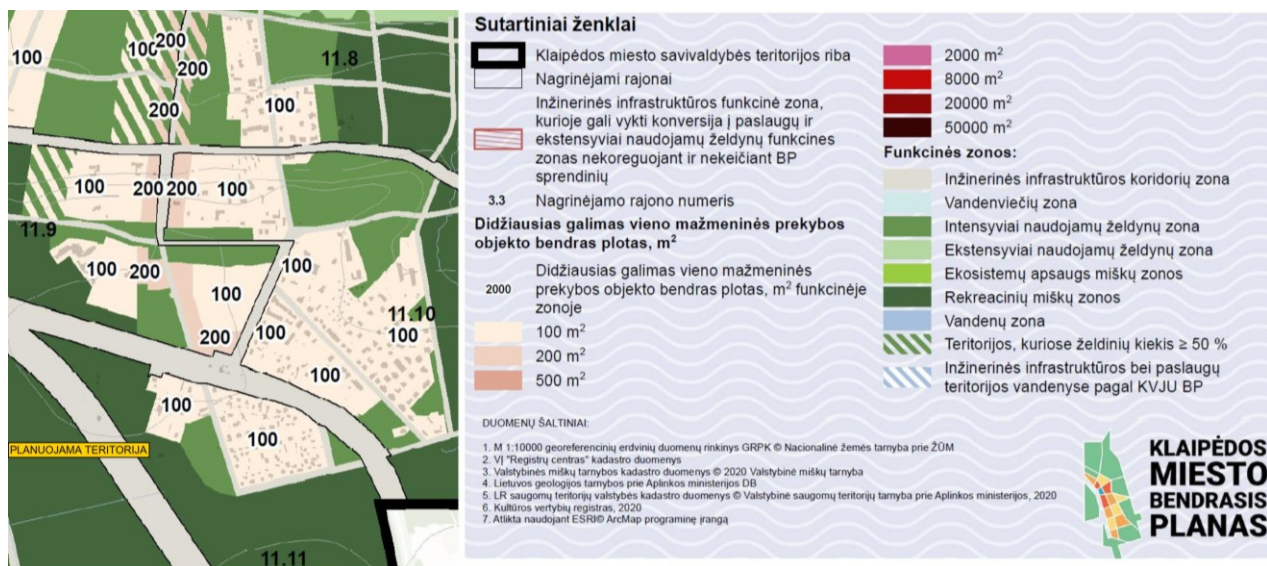 100
100
200
200
200
11.8
100
100
200
200
100
11.9
100
200
100
100
11.10
100
200
100
100
100
100
PLANUOJAMA TERITORIJA
11.11
Sutartiniai ženklai
Klaipėdos miesto savivaldybės teritorijos riba
Nagrinėjami rajonai
Inžinerinės infrastruktūros funkcinė zona,
kurioje gali vykti konversija į paslaugų ir
ekstensyviai naudojamų želdynų funkcines
zonas nekoreguojant ir nekeičiant BP
sprendinių
3.3 Nagrinėjamo rajono numeris
Didžiausias galimas vieno mažmeninės prekybos
objekto bendras plotas, m²
Didžiausias galimas vieno mažmeninės
2000 prekybos objekto bendras plotas, m² funkcinėje
zonoje
100 m²
200 m²
500 m²
2000 m²
8000 m²
20000 m²
50000 m²
Funkcinės zonos:
Inžinerinės infrastruktūros koridorių zona
Vandenviečių zona
Intensyviai naudojamų želdynų zona
Ekstensyviai naudojamų želdynų zona
Ekosistemų apsaugs miškų zonos
Rekreacinių miškų zonos
Vandenų zona
Teritorijos, kuriose želdinių kiekis ≥ 50 %
Inžinerinės infrastruktūros bei paslaugų
teritorijos vandenyse pagal KVJU BP
DUOMENŲ ŠALTINIAI:
1. M 1:10000 georeferencinių erdvinių duomenų rinkinys GRPK © Nacionalinė žemės tarnyba prie ŽŪM
2. VĮ "Registrų centras" kadastro duomenys
3. Valstybinės miškų tarnybos kadastro duomenys © 2020 Valstybinė miškų tarnyba
4. Lietuvos geologijos tarnybos prie Aplinkos ministerijos DB
5. LR saugomų teritorijų valstybės kadastro duomenys © Valstybinė saugomų teritorijų tarnyba prie Aplinkos ministerijos, 2020
6. Kultūros vertybių registras, 2020
7. Atlikta naudojant ESRI© ArcMap programinę įrangą
KLAIPĖDOS
MIESTO
BENDRASIS
PLANAS